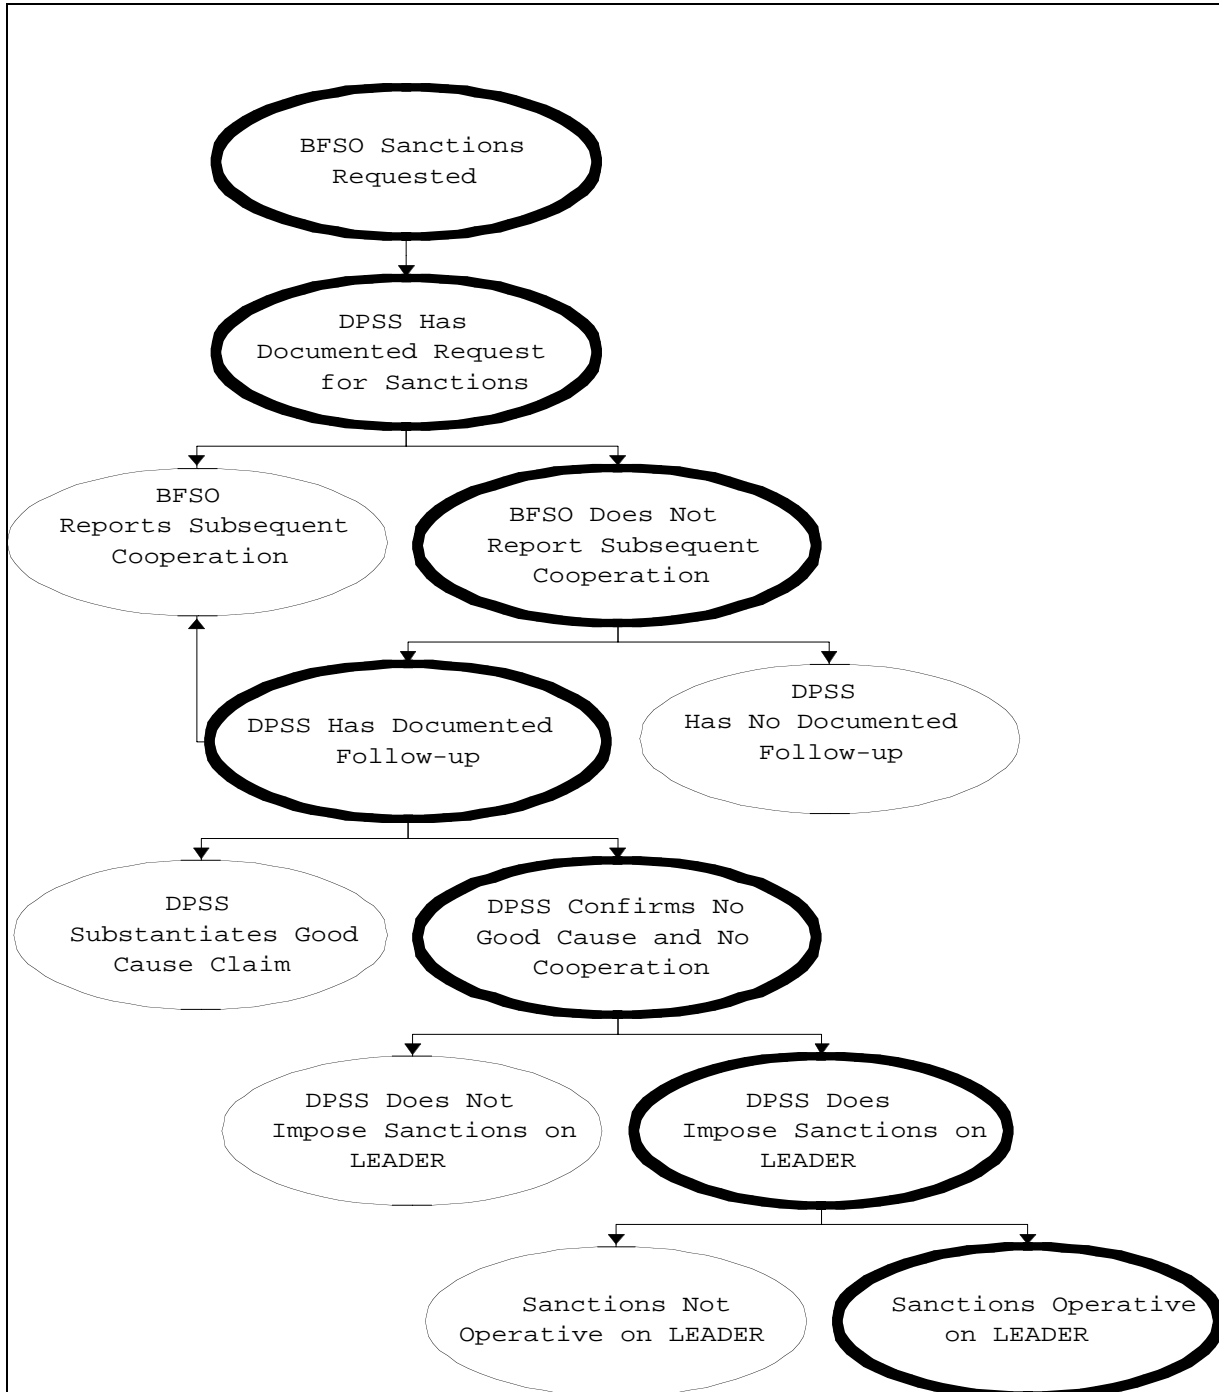 BFSO Sanctions
Requested
DPSS Has
Documented Request
for Sanctions
BFSO
Reports Subsequent
Cooperation
BFSO Does Not
Report Subsequent
Cooperation
DPSS Has Documented
Follow-up
DPSS
Has No Documented
Follow-up
DPSS
Substantiates Good
Cause Claim
DPSS Confirms No
Good Cause and No
Cooperation
DPSS Does Not
Impose Sanctions on
LEADER
DPSS Does
Impose Sanctions on
LEADER
Sanctions Not
Operative on LEADER
Sanctions Operative
on LEADER